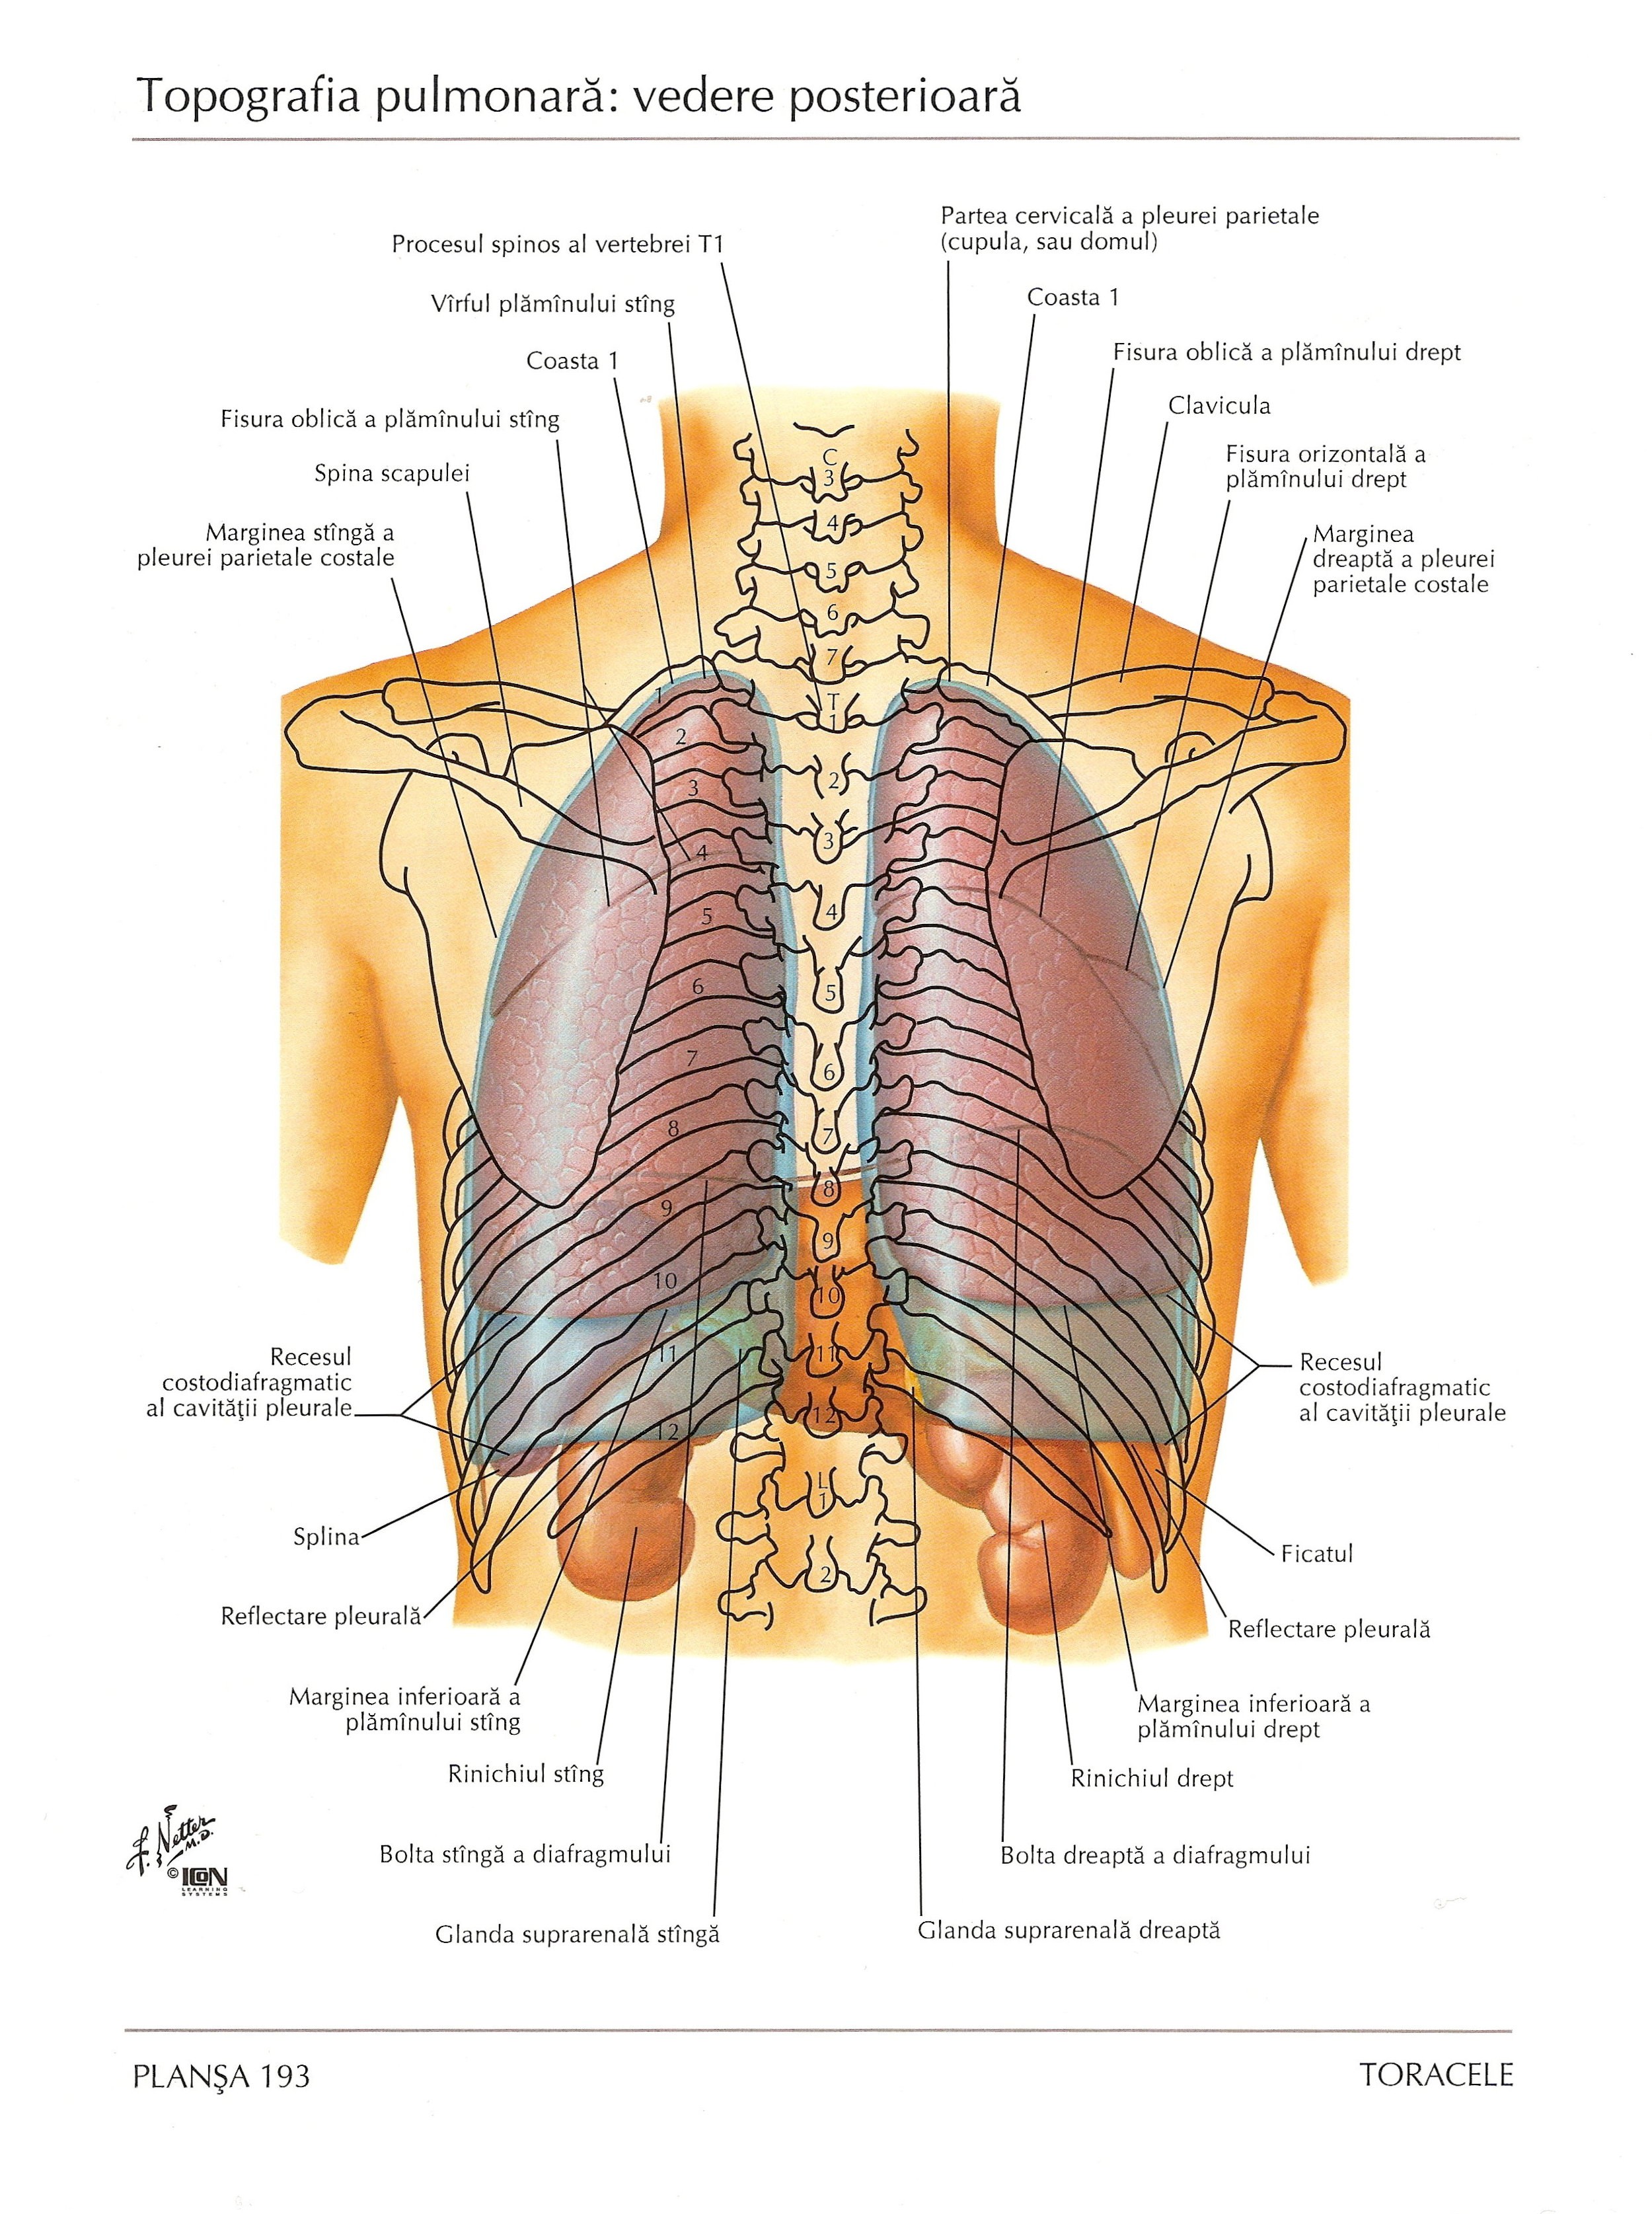 Topografia pulmonară: vedere posterioară
Partea cervicală a pleurei parietale
(cupula, sau domul)
Procesul spinos al vertebrei T1
Coasta 1
Vîrful plămînului stîng
Fisura oblică a plămînului drept
Coasta 1
Clavicula
Fisura oblică a plămînului stîng
Fisura orizontală a
plămînului drept
Spina scapulei
Marginea stîngă a
pleurei parietale costale
Marginea
dreaptă a pleurei
parietale costale
C
3
4
5
6
7
T
1
2
3
4
5
6
7
8
9
10
11
12
L
1
2
1
2
3
4
5
6
7
8
9
10
11
12
Recesul
costodiafragmatic
al cavităţii pleurale
Recesul
costodiafragmatic
al cavităţii pleurale
Splina
Ficatul
Reflectare pleurală
Reflectare pleurală
Marginea inferioară a
plămînului stîng
Marginea inferioară a
plămînului drept
Rinichiul stîng
Rinichiul drept
Bolta stîngă a diafragmului
Bolta dreaptă a diafragmului
Glanda suprarenală stîngă
Glanda suprarenală dreaptă
F. Netter
M.D.
© ICON
LEARNING
SYSTEMS
PLANŞA 193
TORACELE